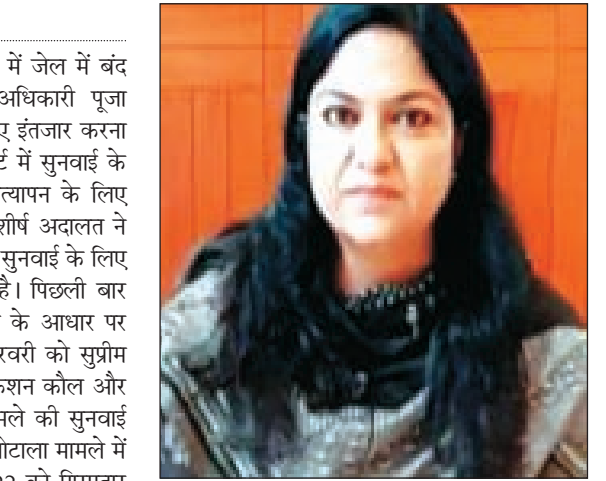 में जेल में बंद
अधिकारी पूजा
ए इंतजार करना
र्ट में सुनवाई के
त्यापन के लिए
शीर्ष अदालत ने
सुनवाई के लिए
है। पिछली बार
के आधार पर
रवरी को सुप्रीम
कशन कौल और
मले की सुनवाई
ोटाला मामले में
को